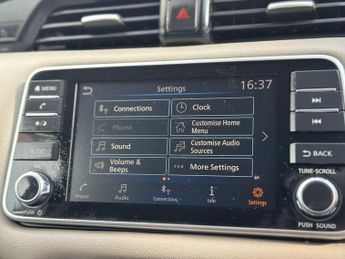 MENU
Settings
16:37
Connections
Clock
Phone
Customise Home
Menu
Sound
Customise Audio
Sources
Volume &
Beeps
More Settings
Phone
Audio
Connections
Info
Settings
AUDIO
PUSH
BACK
TUNE·SCROLL
PUSH SOUND